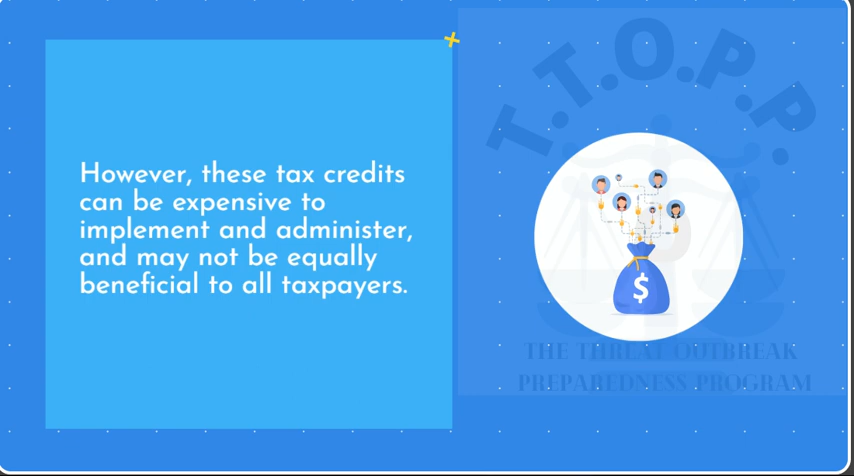 However, these tax credits
can be expensive to
implement and administer,
and may not be equally
beneficial to all taxpayers.
T.T.O.P.P.
$
THE THREAT OUTBREAK
PREPAREDNESS PROGRAM